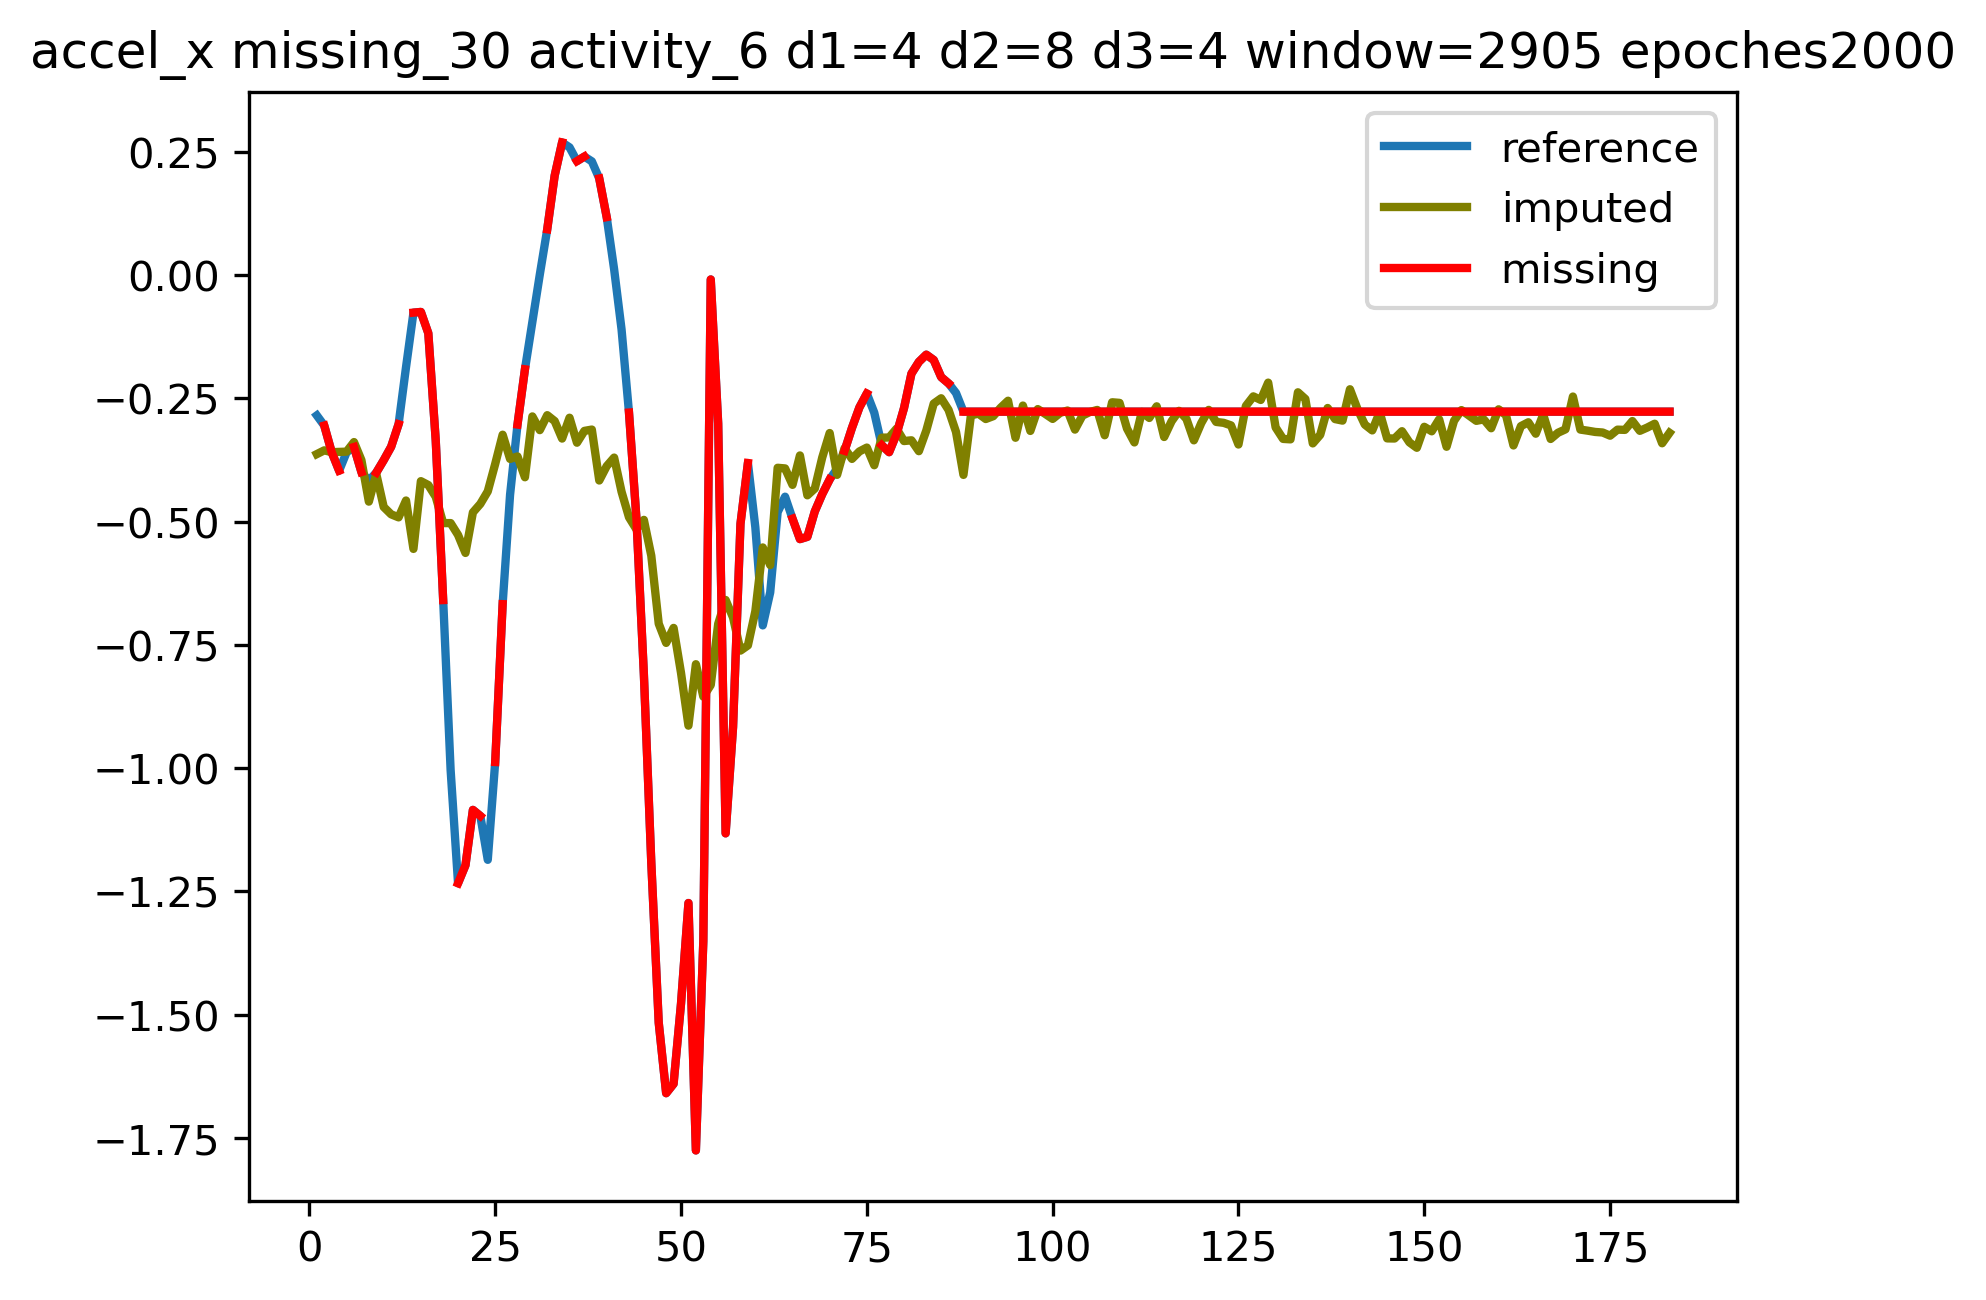 accel_x missing_30 activity_6 d1=4 d2=8 d3=4 window=2905 epoches2000
reference
imputed
missing
0.25
0.00
−0.25
−0.50
−0.75
−1.00
−1.25
−1.50
−1.75
0 25 50 75 100 125 150 175